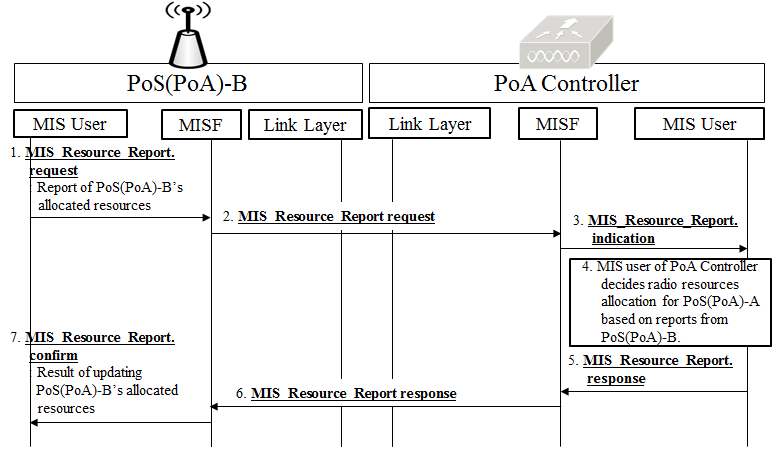 PoS(PoA)-B
PoA Controller
MIS User
MISF
Link Layer
Link Layer
MISF
MIS User
1. MIS_Resource_Report.
request
: Report of PoS(PoA)-B's
allocated resources
2. MIS_Resource_Report request
3. MIS_Resource_Report.
indication
4. MIS user of PoA Controller
decides radio resources
allocation for PoS(PoA)-A
based on reports from
PoS(PoA)-B.
5. MIS_Resource_Report.
response
6. MIS_Resource_Report response
7. MIS_Resource_Report.
confirm
: Result of updating
PoS(PoA)-B's allocated
resources